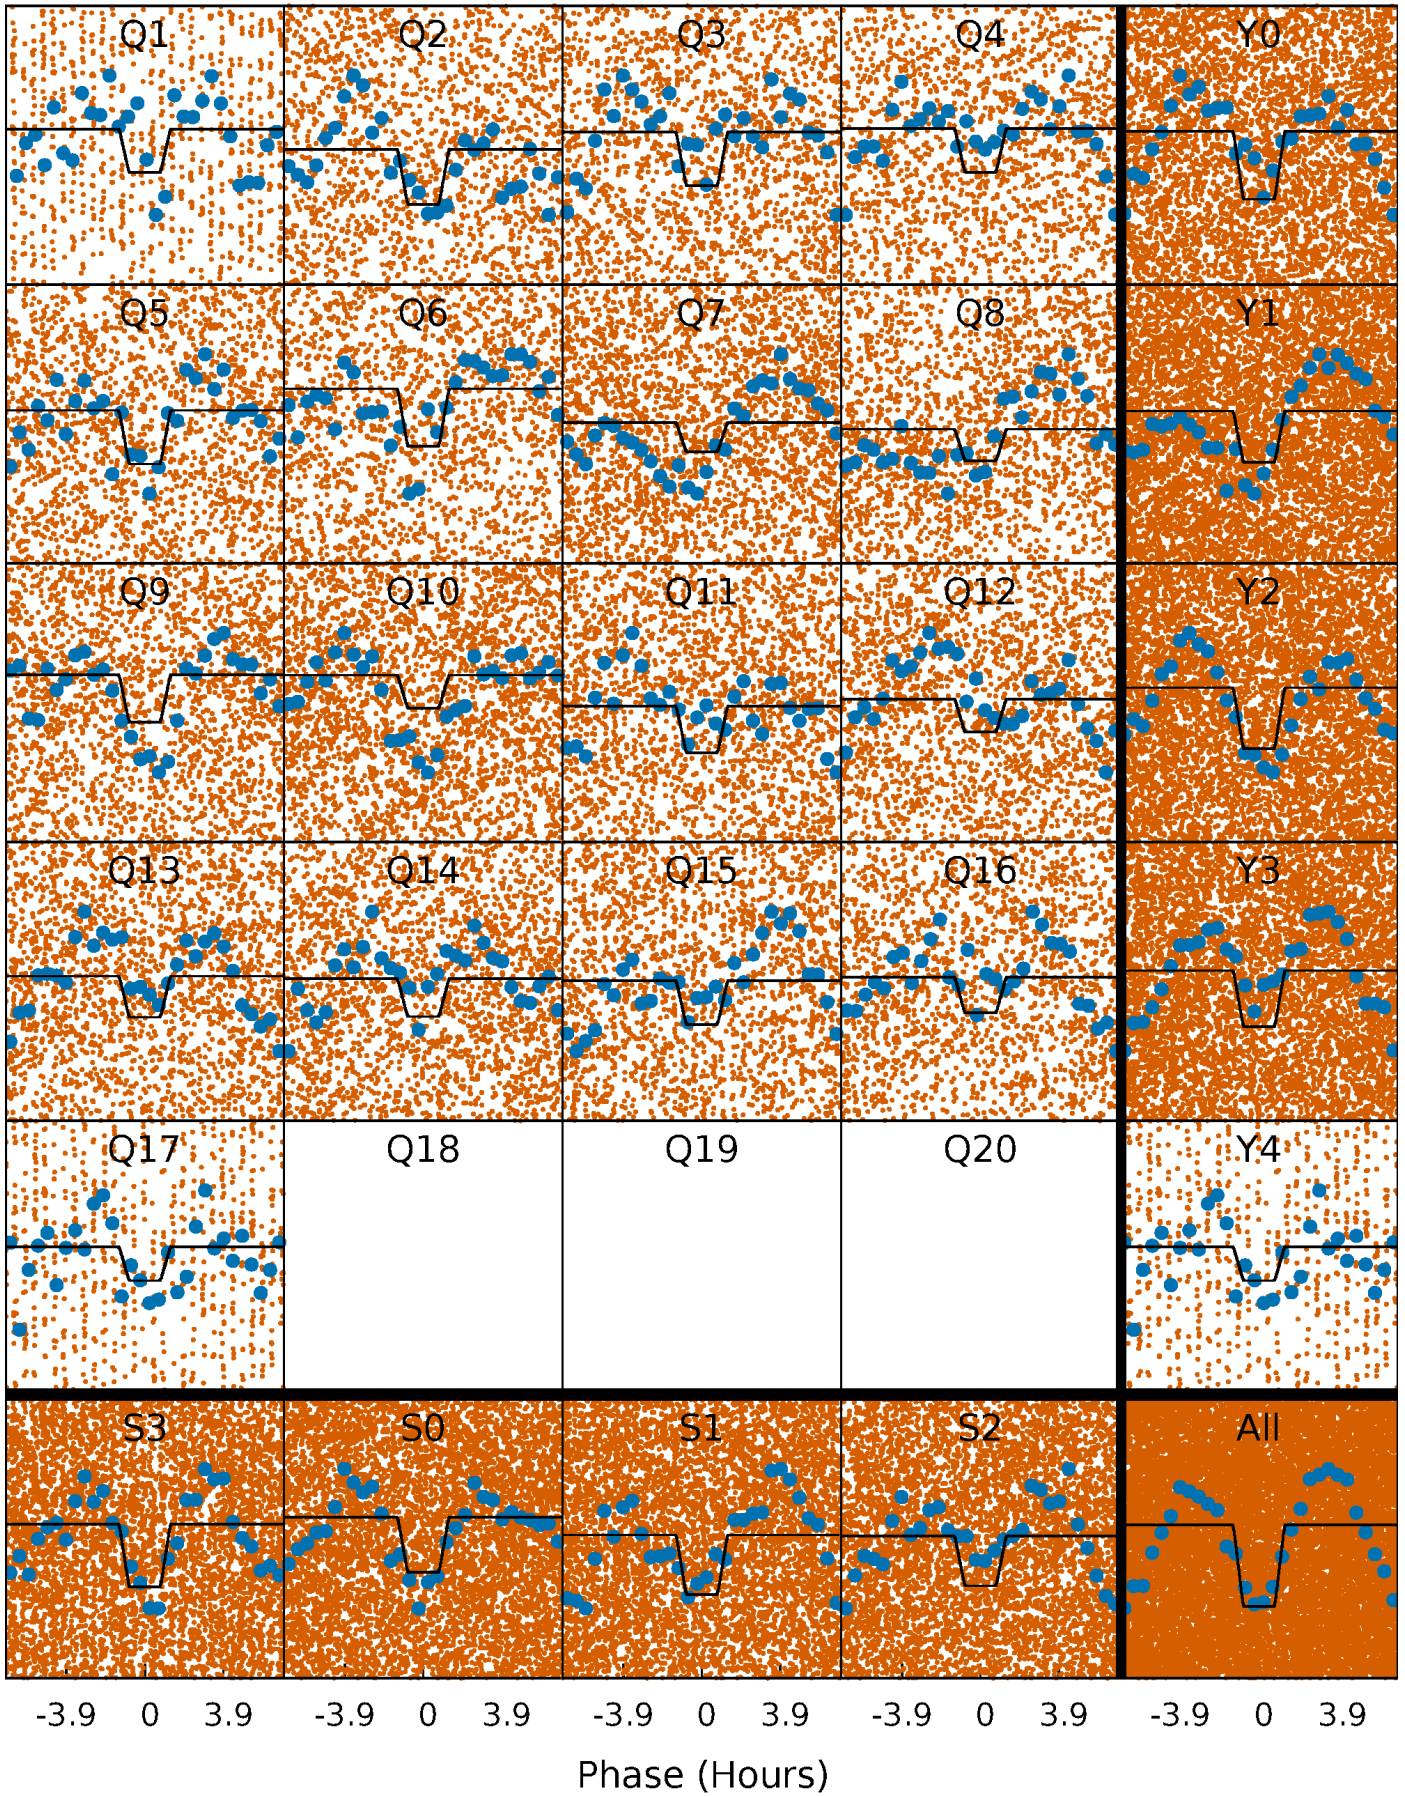 Q1 Q2 Q3 Q4 Y0
Q5 Q6 Q7 Q8 Y1
Q9 Q10 Q11 Q12 Y2
Q13 Q14 Q15 Q16 Y3
Q17 Q18 Q19 Q20 Y4
S3 S0 S1 S2 All
-3.9 0 3.9 -3.9 0 3.9 -3.9 0 3.9 -3.9 0 3.9 -3.9 0 3.9
Phase (Hours)